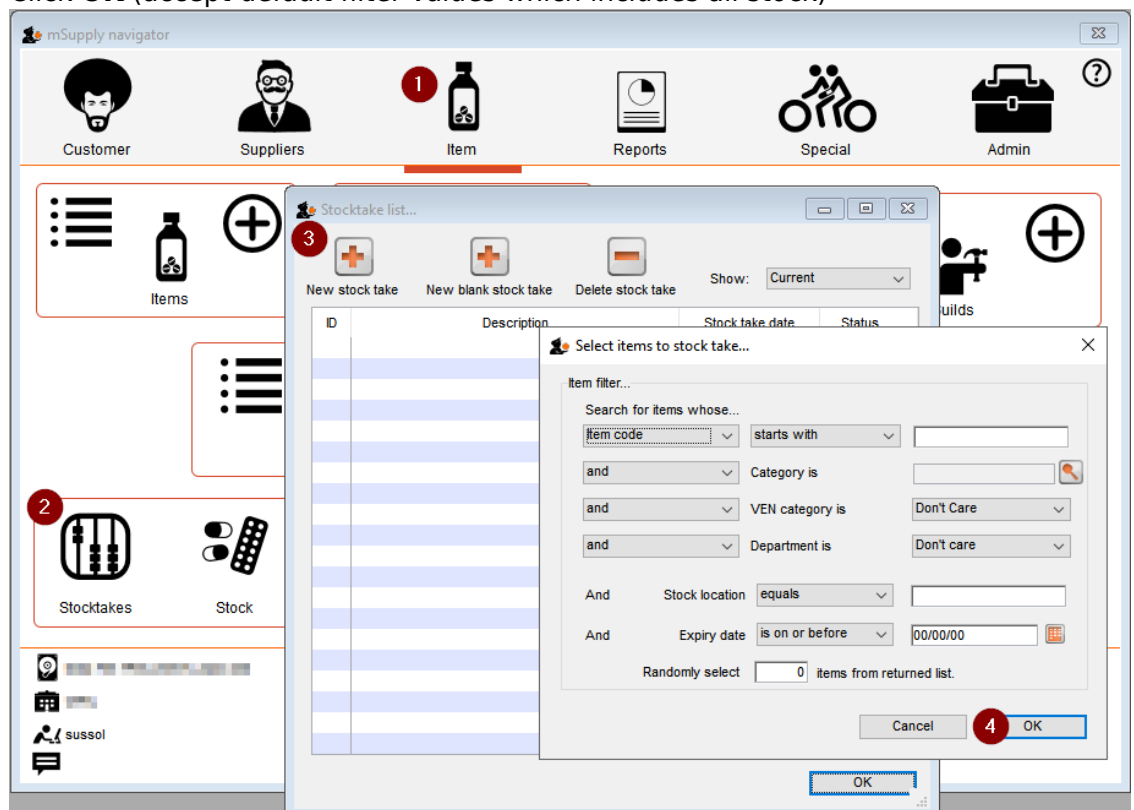 Click OK (accept default filter values which includes all stock)
mSupply navigator
1
Customer
Suppliers
Item
Reports
Special
Admin
?
Items
Stocktake list...
3
New stock take
New blank stock take
Delete stock take
Show:
Current
uilds
ID
Description
Stock take date
Status
Select items to stock take...
Item filter...
Search for items whose...
Item code
starts with
and
Category is
and
VEN category is
Don't Care
and
Department is
Don't care
And
Stock location
equals
And
Expiry date
is on or before
00/00/00
Randomly select
0
items from returned list.
Cancel
4
OK
2
Stocktakes
Stock
sussol
OK